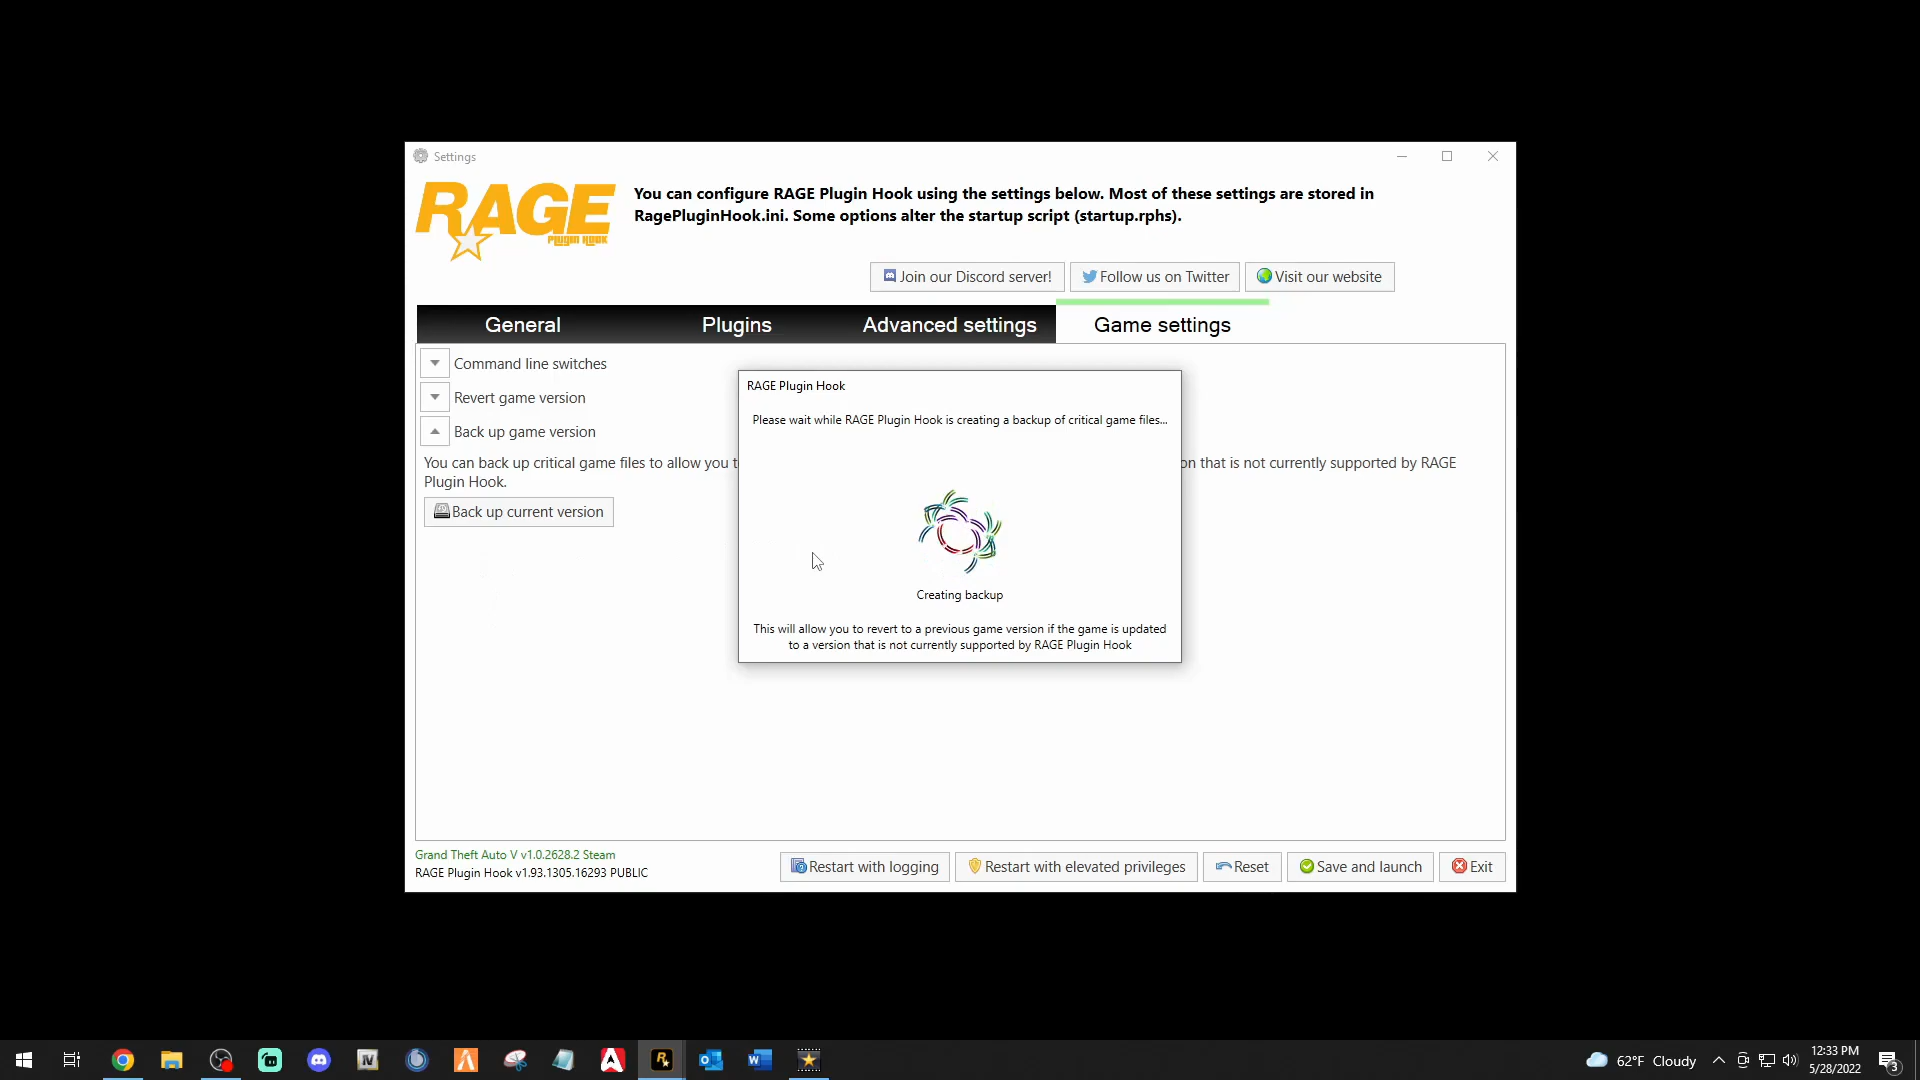 Settings
RAGE
PLUGIN HOOK
You can configure RAGE Plugin Hook using the settings below. Most of these settings are stored in
RagePluginHook.ini. Some options alter the startup script (startup.rphs).
Join our Discord server!
Follow us on Twitter
Visit our website
General
Plugins
Advanced settings
Game settings
Command line switches
Revert game version
Back up game version
You can back up critical game files to allow you t
on that is not currently supported by RAGE
Plugin Hook.
Back up current version
RAGE Plugin Hook
Please wait while RAGE Plugin Hook is creating a backup of critical game files...
Creating backup
This will allow you to revert to a previous game version if the game is updated
to a version that is not currently supported by RAGE Plugin Hook
Grand Theft Auto V v1.0.2628.2 Steam
RAGE Plugin Hook v1.93.1305.16293 PUBLIC
Restart with logging
Restart with elevated privileges
Reset
Save and launch
Exit
62°F Cloudy
12:33 PM
5/28/2022
3